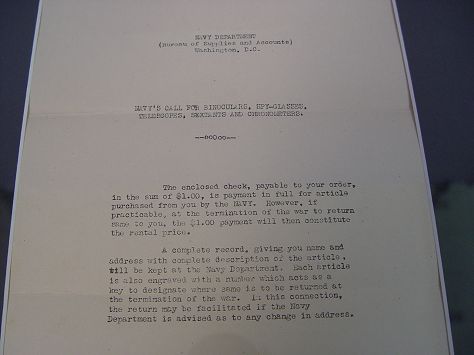 NAVY DEPARTMENT
(Bureau of Supplies and Accounts)
Washington, D.C.
NAVY'S CALL FOR BINOCULARS, SPY-GLASSES,
TELESCOPES, SEXTANTS AND CHRONOMETERS.
--ooOoo--
The enclosed check, payable to your order,
in the sum of $1.00, is payment in full for article
purchased from you by the NAVY. However, if
practicable, at the termination of the war to return
same to you, the $1.00 payment will then constitute
the rental price.
A complete record, giving you name and
address with complete description of the article,
will be kept at the Navy Department. Each article
is also engraved with a number which acts as a
key to designate where same is to be returned at
the termination of the war. In this connection,
the return may be facilitated if the Navy
Department is advised as to any change in address.